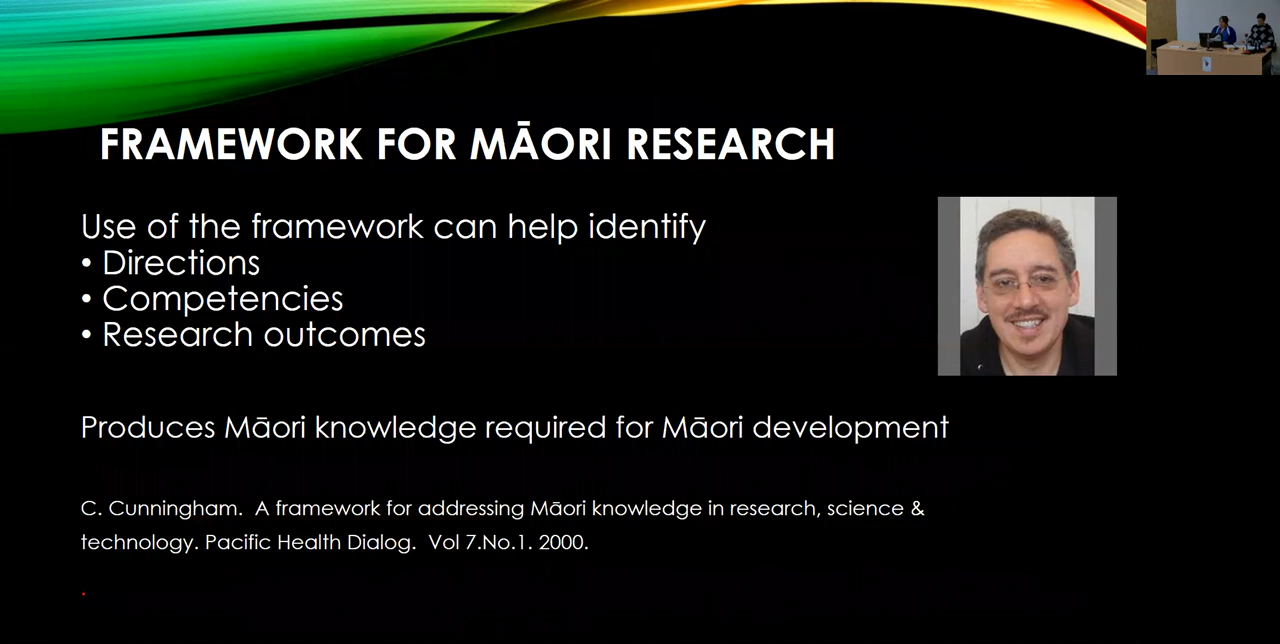 FRAMEWORK FOR MĀORI RESEARCH
Use of the framework can help identify
• Directions
• Competencies
• Research outcomes
Produces Māori knowledge required for Māori development
C. Cunningham.  A framework for addressing Māori knowledge in research, science &
technology. Pacific Health Dialog.  Vol 7.No.1. 2000.
.